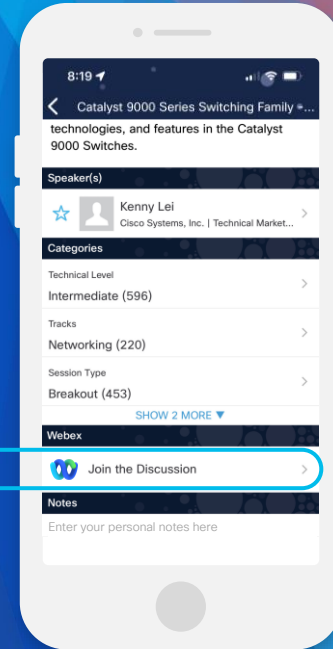 8:19
Catalyst 9000 Series Switching Family ...
technologies, and features in the Catalyst
9000 Switches.
Speaker(s)
Kenny Lei
Cisco Systems, Inc. | Technical Market...
Categories
Technical Level
Intermediate (596)
Tracks
Networking (220)
Session Type
Breakout (453)
SHOW 2 MORE ▼
Webex
Join the Discussion
Notes
Enter your personal notes here